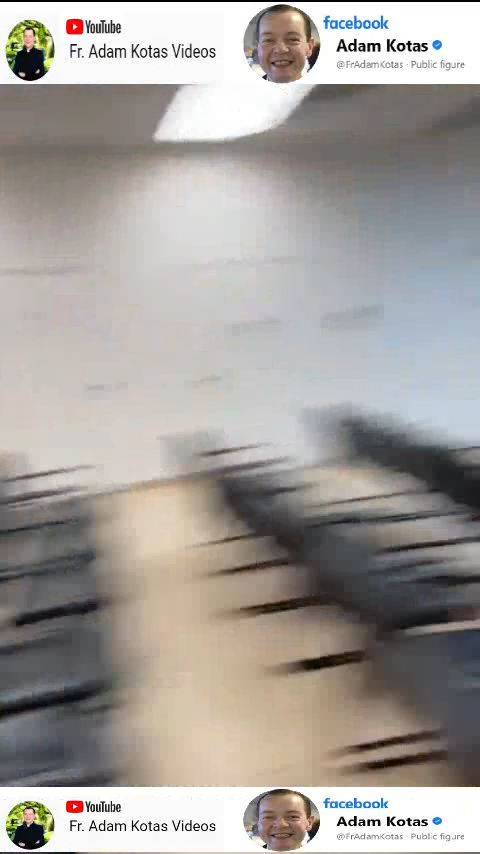 YouTube
Fr. Adam Kotas Videos
facebook
Adam Kotas
@FrAdamKotas · Public figure
YouTube
Fr. Adam Kotas Videos
facebook
Adam Kotas
@FrAdamKotas · Public figure